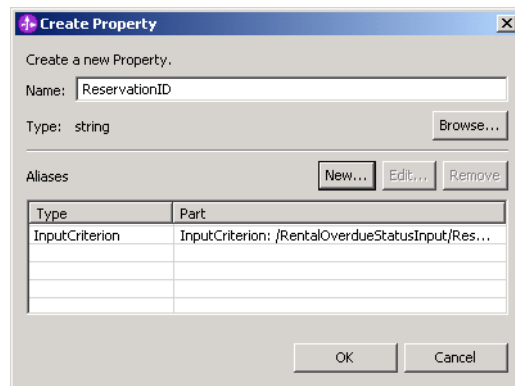 Create Property
Create a new Property.
Name: ReservationID
Type: string Browse...
Aliases New... Edit... Remove
Type Part
InputCriterion InputCriterion: /RentalOverdueStatusInput/Res...
OK Cancel